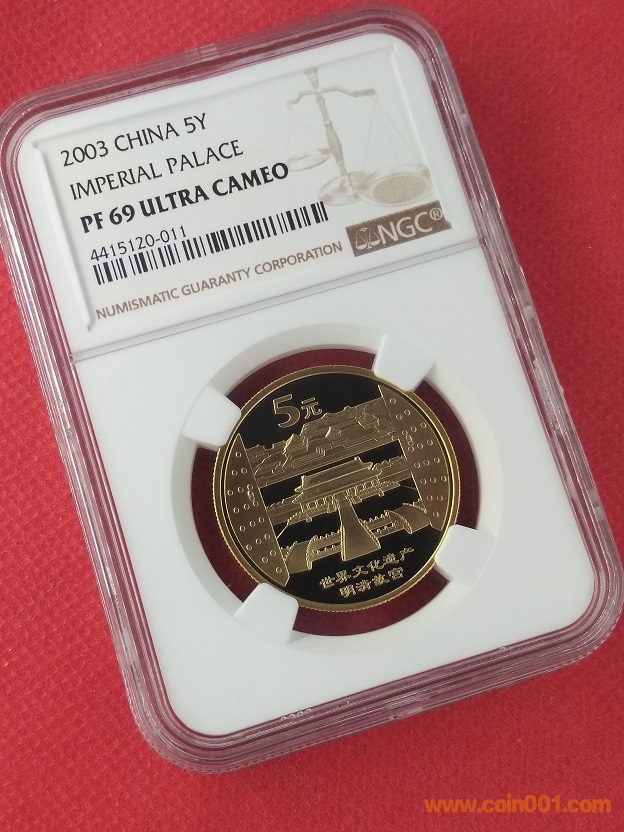 2003 CHINA 5Y
IMPERIAL PALACE
PF 69 ULTRA CAMEO
4415120-011
NGC®
NUMISMATIC GUARANTY CORPORATION
5元
世界文化遗产
明清故宫
www.coin001.com